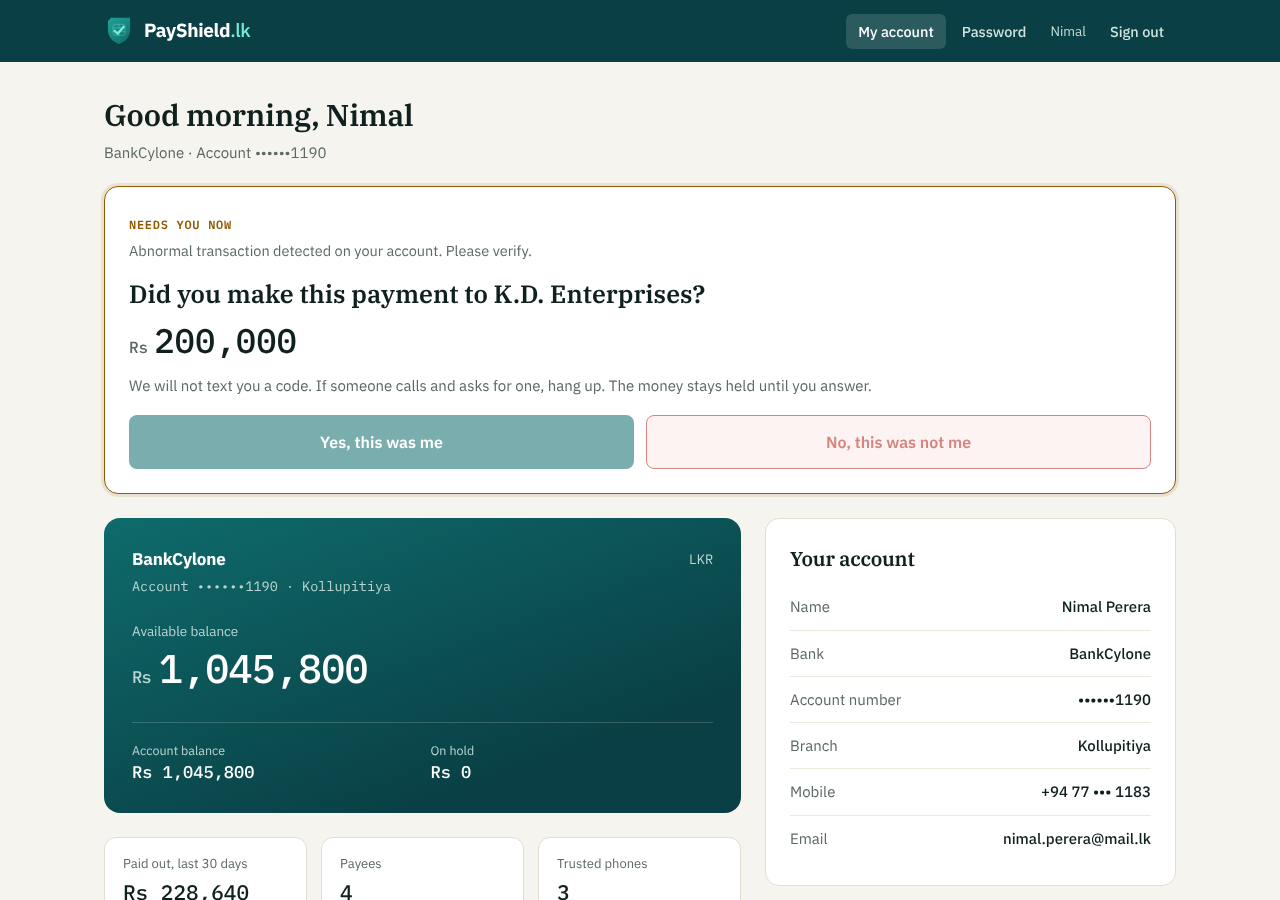 PayShield.lk
My account
Password
Nimal
Sign out
Good morning, Nimal
BankCylone · Account ••••••1190
NEEDS YOU NOW
Abnormal transaction detected on your account. Please verify.
Did you make this payment to K.D. Enterprises?
Rs 200,000
We will not text you a code. If someone calls and asks for one, hang up. The money stays held until you answer.
Yes, this was me
No, this was not me
BankCylone
LKR
Account ••••••1190 · Kollupitiya
Available balance
Rs 1,045,800
Account balance
On hold
Rs 1,045,800
Rs 0
Your account
Name
Nimal Perera
Bank
BankCylone
Account number
••••••1190
Branch
Kollupitiya
Mobile
+94 77 ••• 1183
Email
nimal.perera@mail.lk
Paid out, last 30 days
Rs 228,640
Payees
4
Trusted phones
3